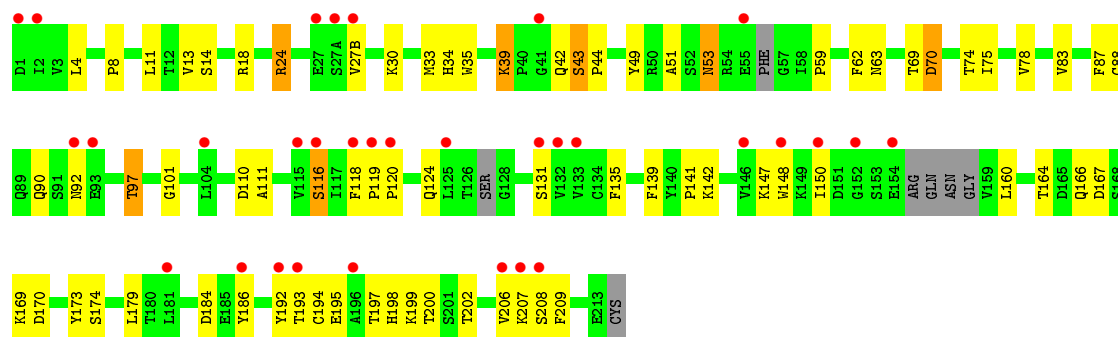 D1 I2 V3 L4 P8 L11 T12 V13 S14 R18 R24 E27 S27A V27B K30 M33 H34 W35 K39 P40 G41 Q42 S43 P44 Y49 R50 A51 S52 N53 R54 E55 PHE G57 I58 P59 F62 N63 T69 D70 T74 I75 V78 V83 F87 C88
Q89 Q90 S91 N92 E93 T97 G101 L104 D110 A111 V115 S116 I117 F118 P119 P120 Q124 L125 T126 SER G128 S131 V132 V133 C134 F135 F139 Y140 P141 K142 V146 K147 W148 K149 I150 D151 G152 S153 E154 ARG GLN ASN GLY V159 L160 T164 D165 Q166 D167 S168
K169 D170 Y173 S174 L179 T180 L181 D184 E185 Y186 Y192 T193 C194 E195 A196 T197 H198 K199 T200 S201 T202 V206 K207 S208 F209 E213 CYS